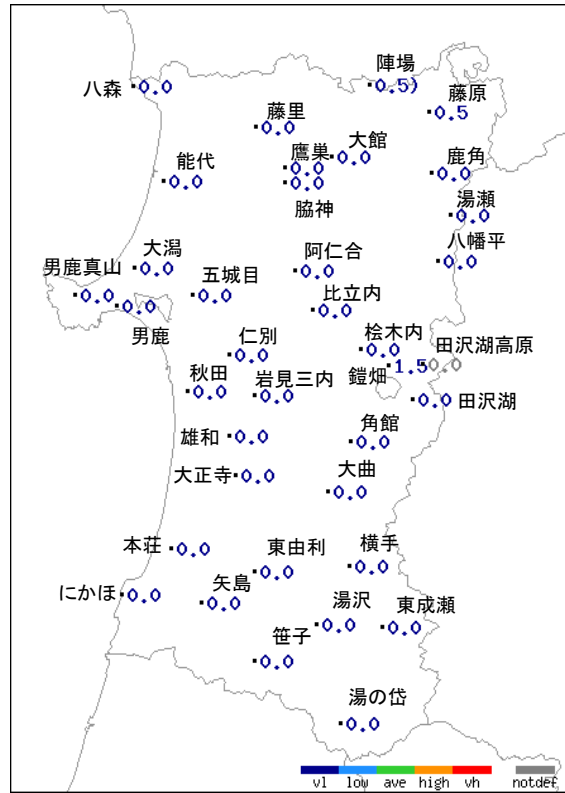 陣場
0.5)
八森
0.0
藤原
0.5
藤里
0.0
大館
0.0
鷹巣
0.0
鹿角
0.0
能代
0.0
0.0
脇神
湯瀬
0.0
八幡平
0.0
大潟
0.0
阿仁合
0.0
男鹿真山
0.0
五城目
0.0
比立内
0.0
0.0
男鹿
仁別
0.0
桧木内
0.0
田沢湖高原
0.0
鎧畑
1.5
秋田
0.0
岩見三内
0.0
0.0
田沢湖
雄和
0.0
角館
0.0
大正寺
0.0
大曲
0.0
本荘
0.0
東由利
0.0
横手
0.0
にかほ
0.0
矢島
0.0
湯沢
0.0
東成瀬
0.0
笹子
0.0
湯の岱
0.0
vl low ave high vh notdef